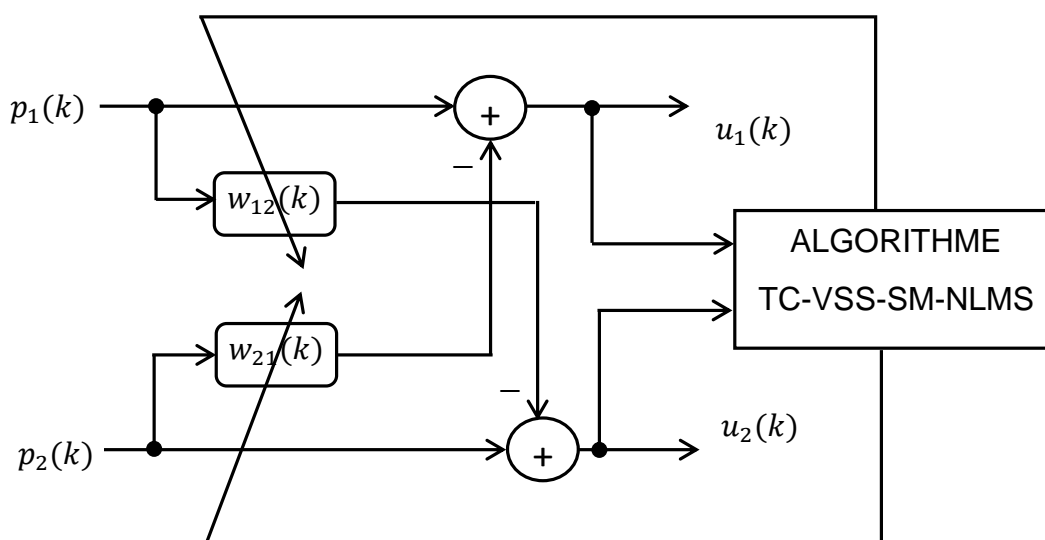 p₁(k)
+
u₁(k)
−
w₁₂(k)
ALGORITHME
TC-VSS-SM-NLMS
w₂₁(k)
−
p₂(k)
+
u₂(k)